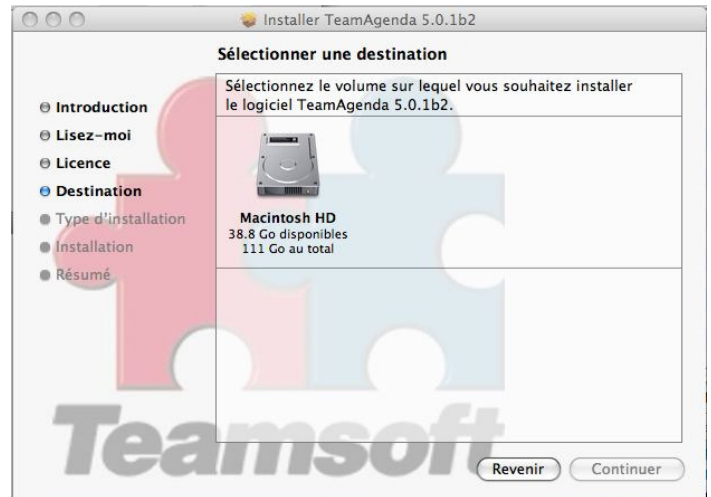 Installer TeamAgenda 5.0.1b2
Sélectionner une destination
Introduction
Lisez-moi
Licence
Destination
Type d'installation
Installation
Résumé
Sélectionnez le volume sur lequel vous souhaitez installer
le logiciel TeamAgenda 5.0.1b2.
Macintosh HD
38.8 Go disponibles
111 Go au total
Teamsoft
Revenir
Continuer